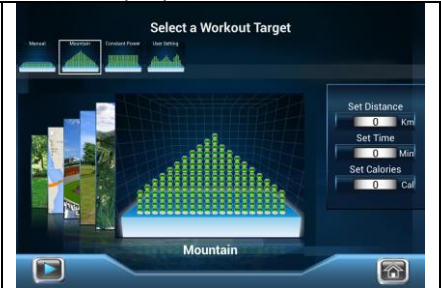 Select a Workout Target
Manual Mountain Constant Power User Setting
Set Distance
0 Km
Set Time
0 Min
Set Calories
0 Cal
Mountain